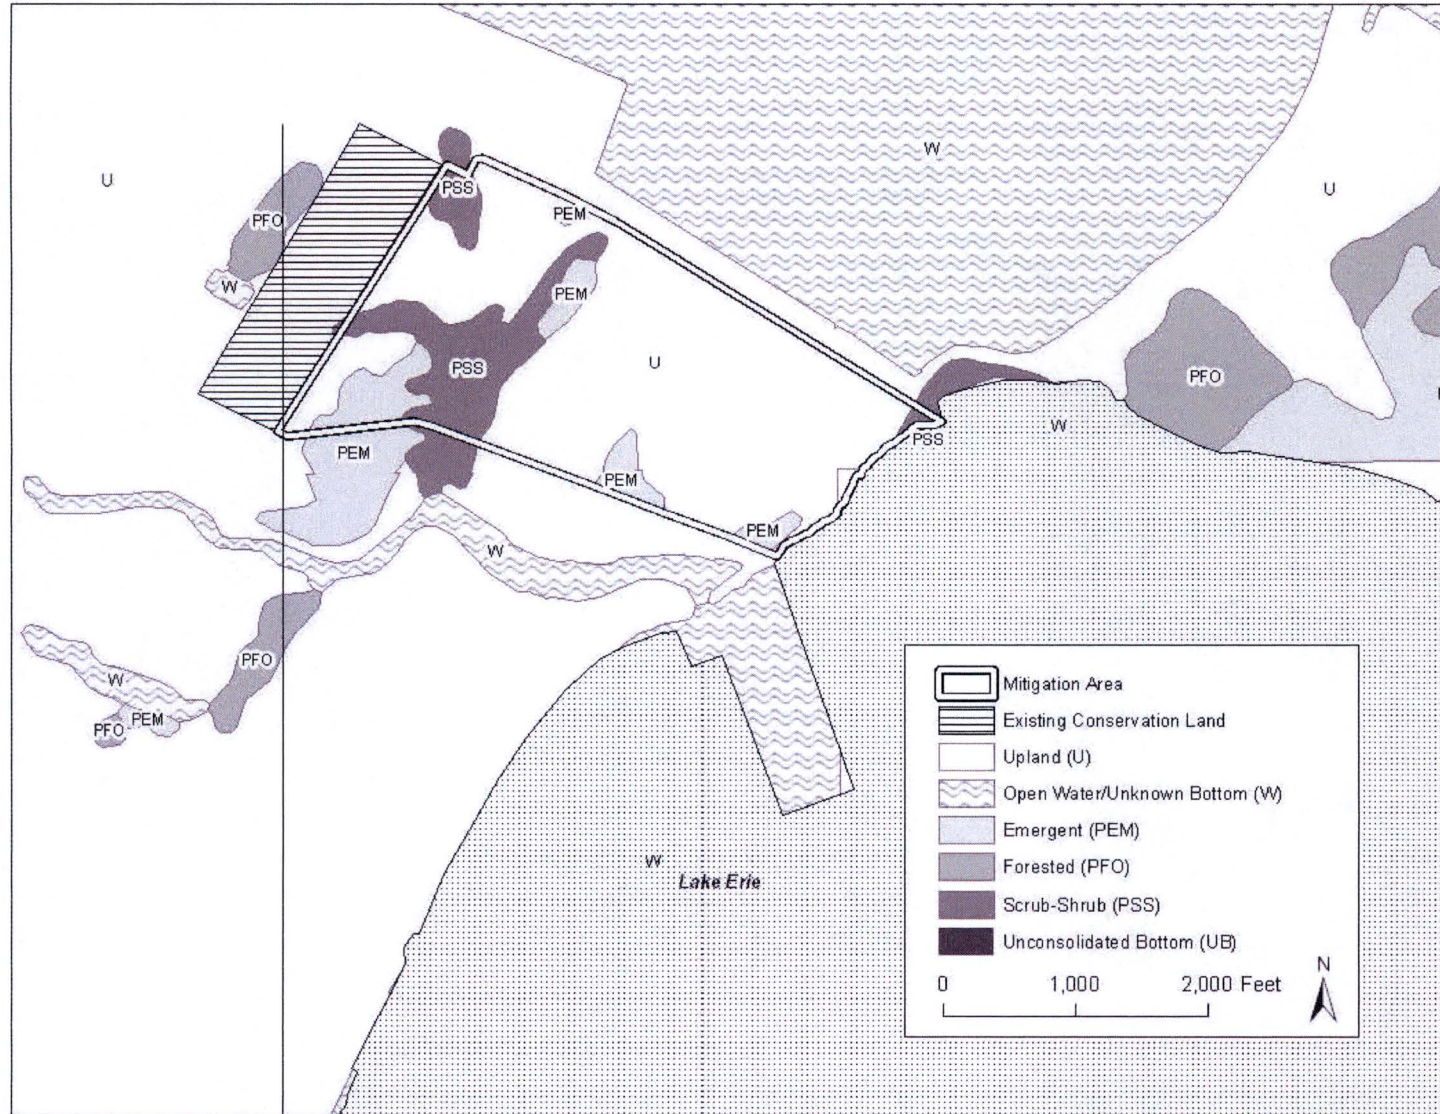 W
U
U
PSS
PFO
PEM
W
PEM
U
PSS
PFO
W
PSS
PEM
PEM
PEM
W
PFO
W
PEM
PFO
W
Lake Erie
Mitigation Area
Existing Conservation Land
Upland (U)
Open Water/Unknown Bottom (W)
Emergent (PEM)
Forested (PFO)
Scrub-Shrub (PSS)
Unconsolidated Bottom (UB)
N
0 1,000 2,000 Feet